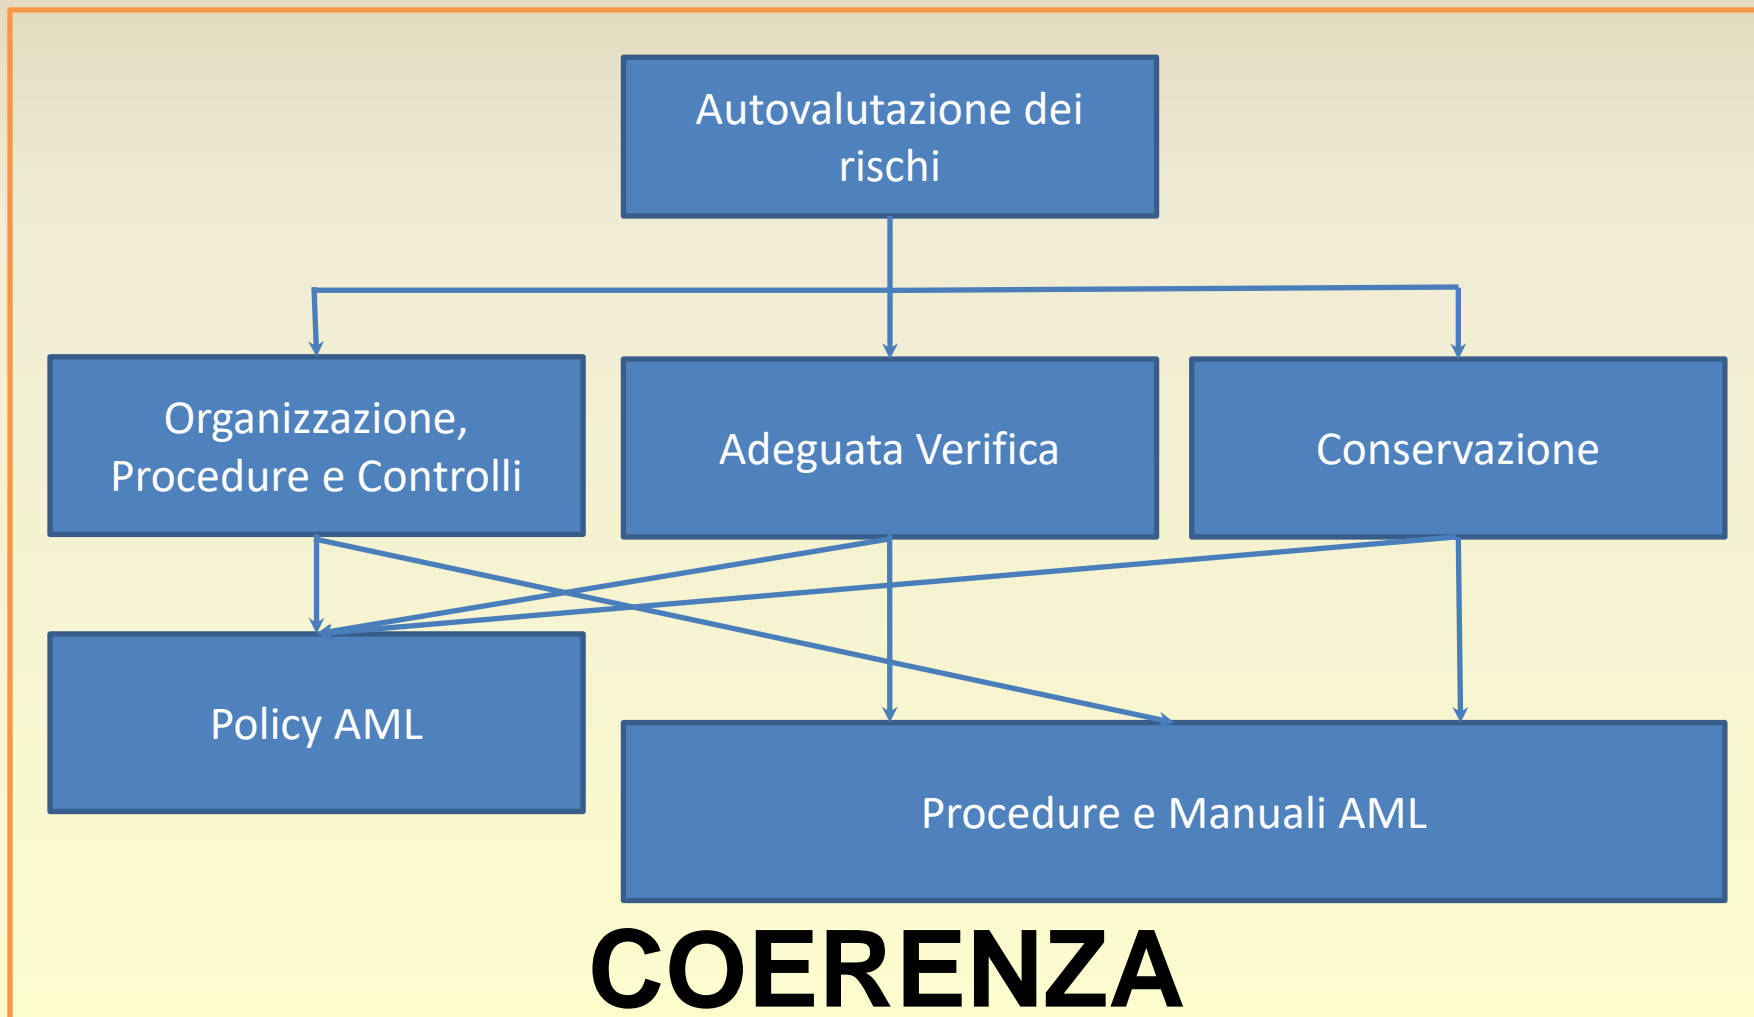 Autovalutazione dei
rischi
Organizzazione,
Procedure e Controlli
Adeguata Verifica
Conservazione
Policy AML
Procedure e Manuali AML
COERENZA